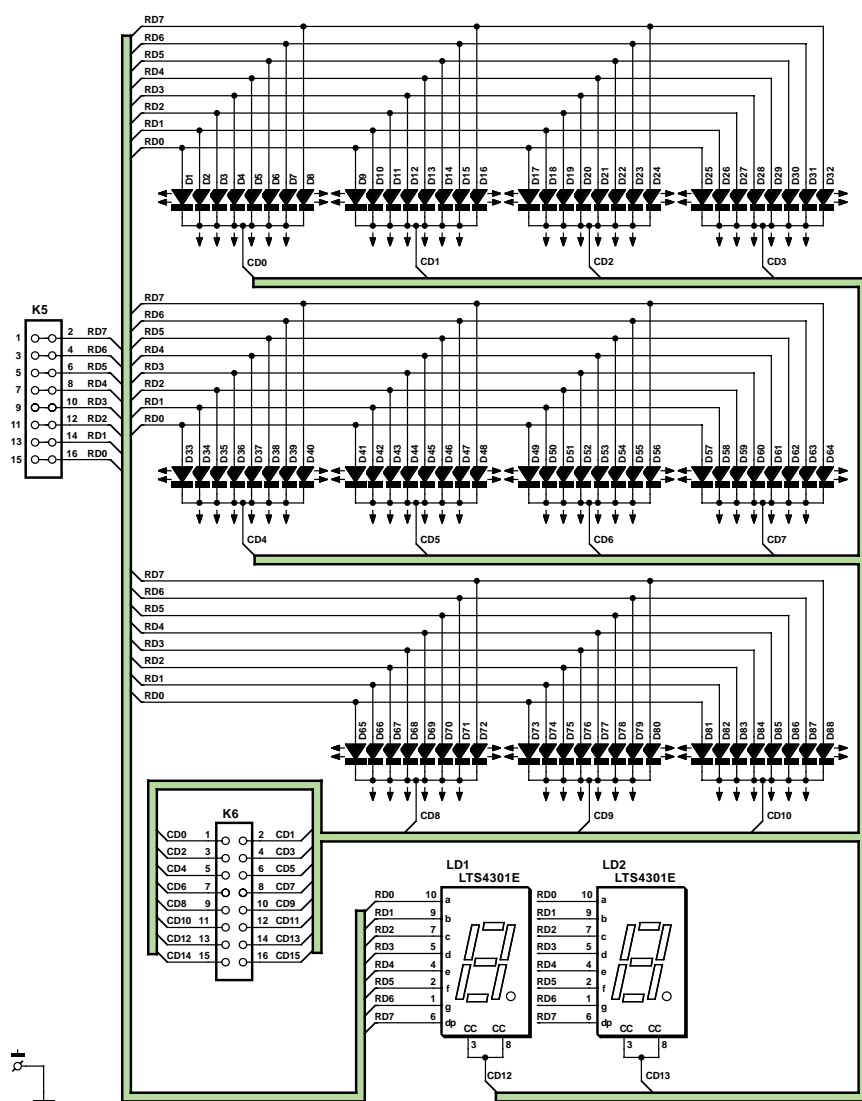 RD7
RD6
RD5
RD4
RD3
RD2
RD1
RD0
D1 D2 D3 D4 D5 D6 D7 D8 D9 D10 D11 D12 D13 D14 D15 D16 D17 D18 D19 D20 D21 D22 D23 D24 D25 D26 D27 D28 D29 D30 D31 D32
CD0 CD1 CD2 CD3
K5
1 2 RD7
3 4 RD6
5 6 RD5
7 8 RD4
9 10 RD3
11 12 RD2
13 14 RD1
15 16 RD0
RD7
RD6
RD5
RD4
RD3
RD2
RD1
RD0
D33 D34 D35 D36 D37 D38 D39 D40 D41 D42 D43 D44 D45 D46 D47 D48 D49 D50 D51 D52 D53 D54 D55 D56 D57 D58 D59 D60 D61 D62 D63 D64
CD4 CD5 CD6 CD7
RD7
RD6
RD5
RD4
RD3
RD2
RD1
RD0
D65 D66 D67 D68 D69 D70 D71 D72 D73 D74 D75 D76 D77 D78 D79 D80 D81 D82 D83 D84 D85 D86 D87 D88
CD8 CD9 CD10
K6
CD0 1 2 CD1
CD2 3 4 CD3
CD4 5 6 CD5
CD6 7 8 CD7
CD8 9 10 CD9
CD10 11 12 CD11
CD12 13 14 CD13
CD14 15 16 CD15
LD1
LTS4301E
RD0 10 a
RD1 9 b
RD2 7 c
RD3 5 d
RD4 4 e
RD5 2 f
RD6 1 g
RD7 6 dp
CC CC
3 8
CD12
LD2
LTS4301E
RD0 10 a
RD1 9 b
RD2 7 c
RD3 5 d
RD4 4 e
RD5 2 f
RD6 1 g
RD7 6 dp
CC CC
3 8
CD13